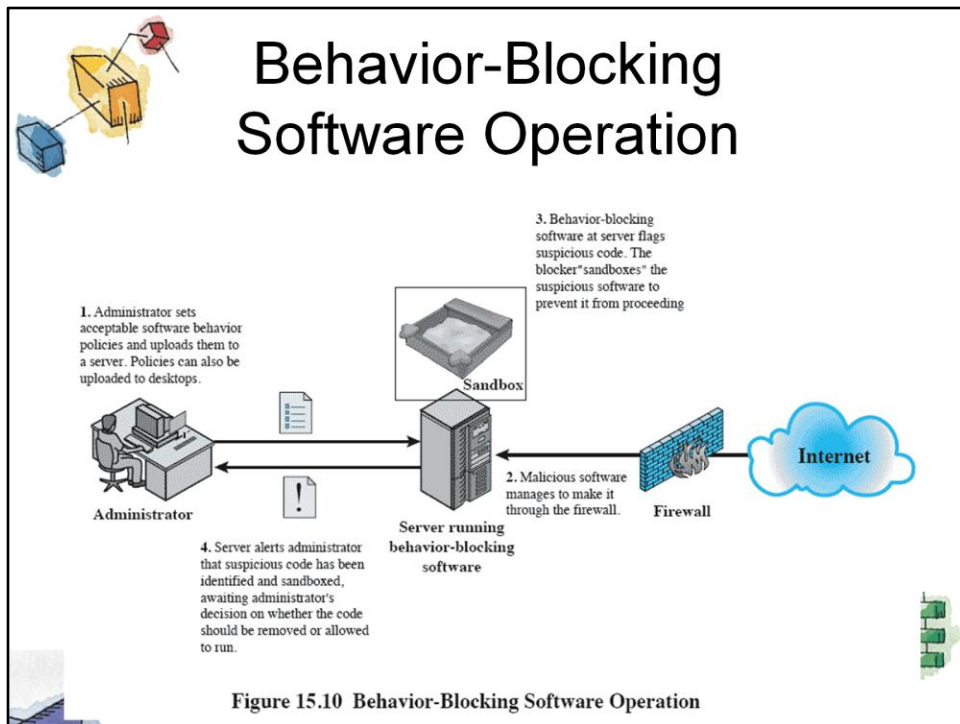 Behavior-Blocking
Software Operation
3. Behavior-blocking
software at server flags
suspicious code. The
blocker"sandboxes" the
suspicious software to
prevent it from proceeding
1. Administrator sets
acceptable software behavior
policies and uploads them to
a server. Policies can also be
uploaded to desktops.
Sandbox
Administrator
Server running
behavior-blocking
software
2. Malicious software
manages to make it
through the firewall.
Firewall
Internet
4. Server alerts administrator
that suspicious code has been
identified and sandboxed,
awaiting administrator's
decision on whether the code
should be removed or allowed
to run.
Figure 15.10 Behavior-Blocking Software Operation